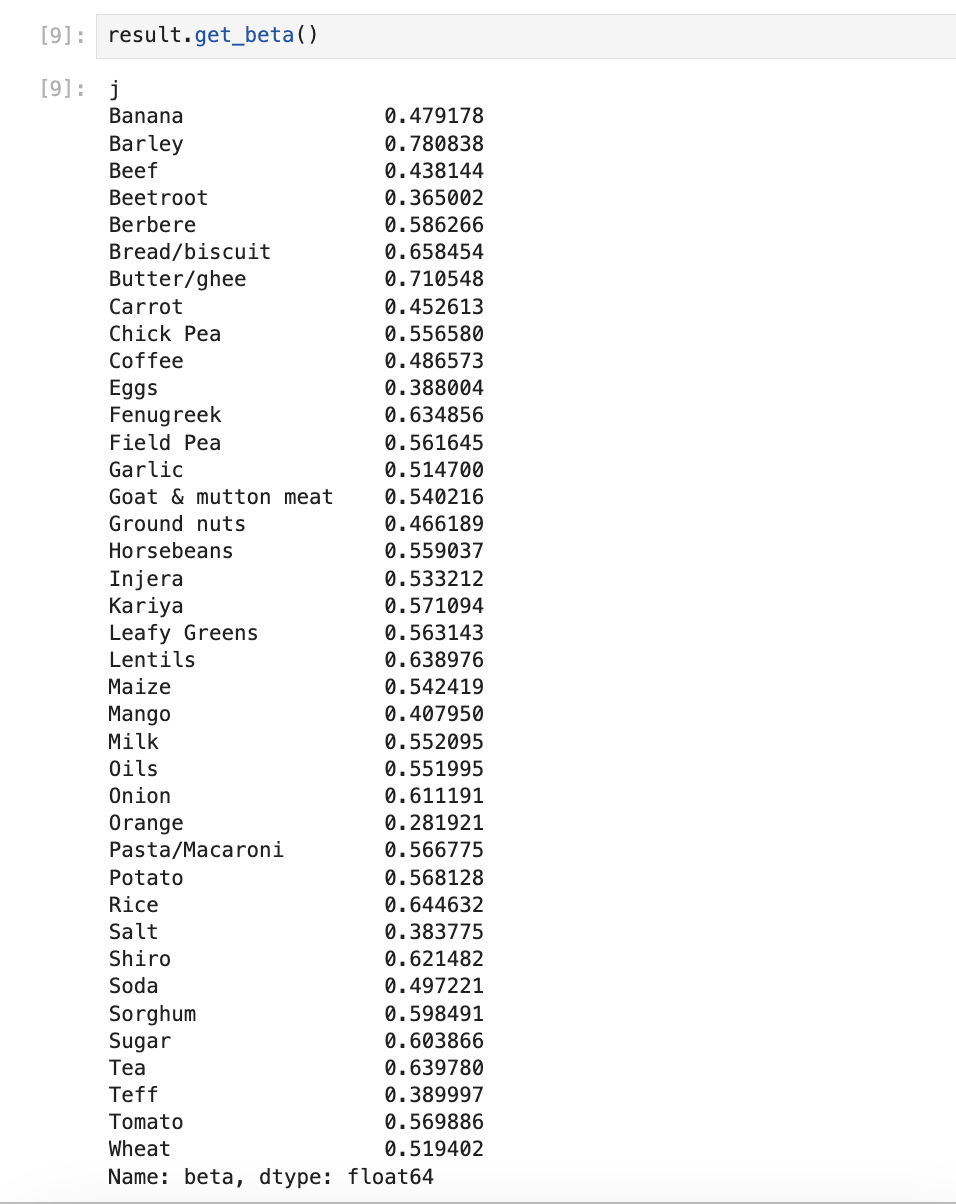 [9]: result.get_beta()
[9]: j
Banana 0.479178
Barley 0.780838
Beef 0.438144
Beetroot 0.365002
Berbere 0.586266
Bread/biscuit 0.658454
Butter/ghee 0.710548
Carrot 0.452613
Chick Pea 0.556580
Coffee 0.486573
Eggs 0.388004
Fenugreek 0.634856
Field Pea 0.561645
Garlic 0.514700
Goat & mutton meat 0.540216
Ground nuts 0.466189
Horsebeans 0.559037
Injera 0.533212
Kariya 0.571094
Leafy Greens 0.563143
Lentils 0.638976
Maize 0.542419
Mango 0.407950
Milk 0.552095
Oils 0.551995
Onion 0.611191
Orange 0.281921
Pasta/Macaroni 0.566775
Potato 0.568128
Rice 0.644632
Salt 0.383775
Shiro 0.621482
Soda 0.497221
Sorghum 0.598491
Sugar 0.603866
Tea 0.639780
Teff 0.389997
Tomato 0.569886
Wheat 0.519402
Name: beta, dtype: float64